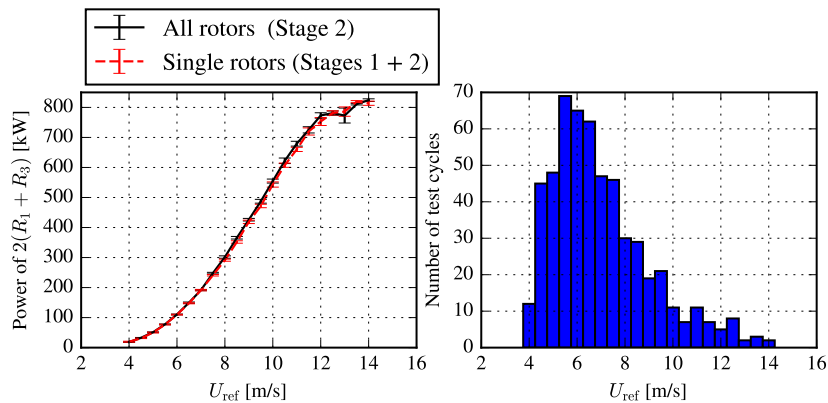 All rotors (Stage 2)
Single rotors (Stages 1 + 2)
Power of 2(R₁ + R₃) [kW]
800
700
600
500
400
300
200
100
0
2 4 6 8 10 12 14 16
U_ref [m/s]
Number of test cycles
70
60
50
40
30
20
10
0
2 4 6 8 10 12 14 16
U_ref [m/s]